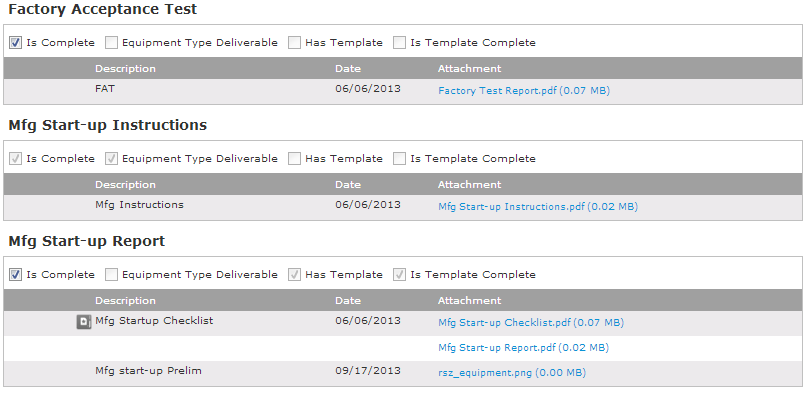 Factory Acceptance Test
Is Complete Equipment Type Deliverable Has Template Is Template Complete
Description Date Attachment
FAT 06/06/2013 Factory Test Report.pdf (0.07 MB)
Mfg Start-up Instructions
Is Complete Equipment Type Deliverable Has Template Is Template Complete
Description Date Attachment
Mfg Instructions 06/06/2013 Mfg Start-up Instructions.pdf (0.02 MB)
Mfg Start-up Report
Is Complete Equipment Type Deliverable Has Template Is Template Complete
Description Date Attachment
Mfg Startup Checklist 06/06/2013 Mfg Start-up Checklist.pdf (0.07 MB)
Mfg Start-up Report.pdf (0.02 MB)
Mfg start-up Prelim 09/17/2013 rsz_equipment.png (0.00 MB)